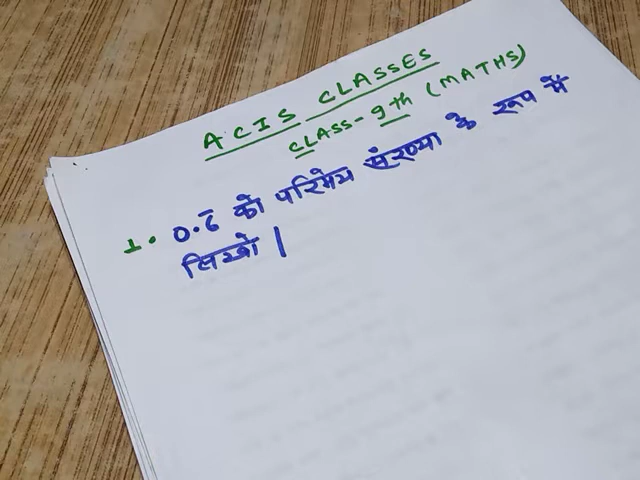 ACIS CLASSES
CLASS-9th (MATHS)
1. 0.6̅ को परिमेय संख्या के रूप में
लिखो |